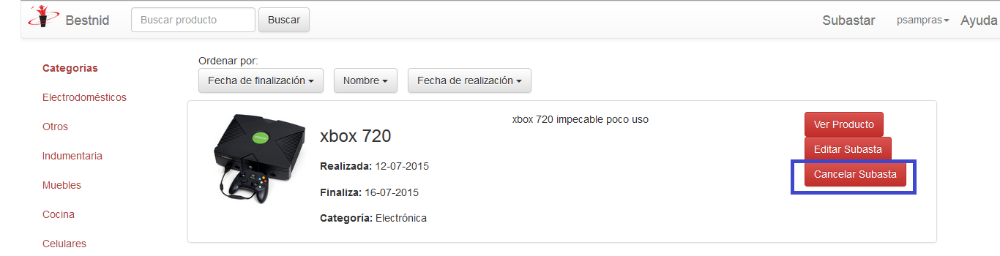 Bestnid
Buscar producto
Buscar
Subastar
psampras
Ayuda
Categorias
Electrodomésticos
Otros
Indumentaria
Muebles
Cocina
Celulares
Ordenar por:
Fecha de finalización
Nombre
Fecha de realización
xbox 720
Realizada: 12-07-2015
Finaliza: 16-07-2015
Categoría: Electrónica
xbox 720 impecable poco uso
Ver Producto
Editar Subasta
Cancelar Subasta